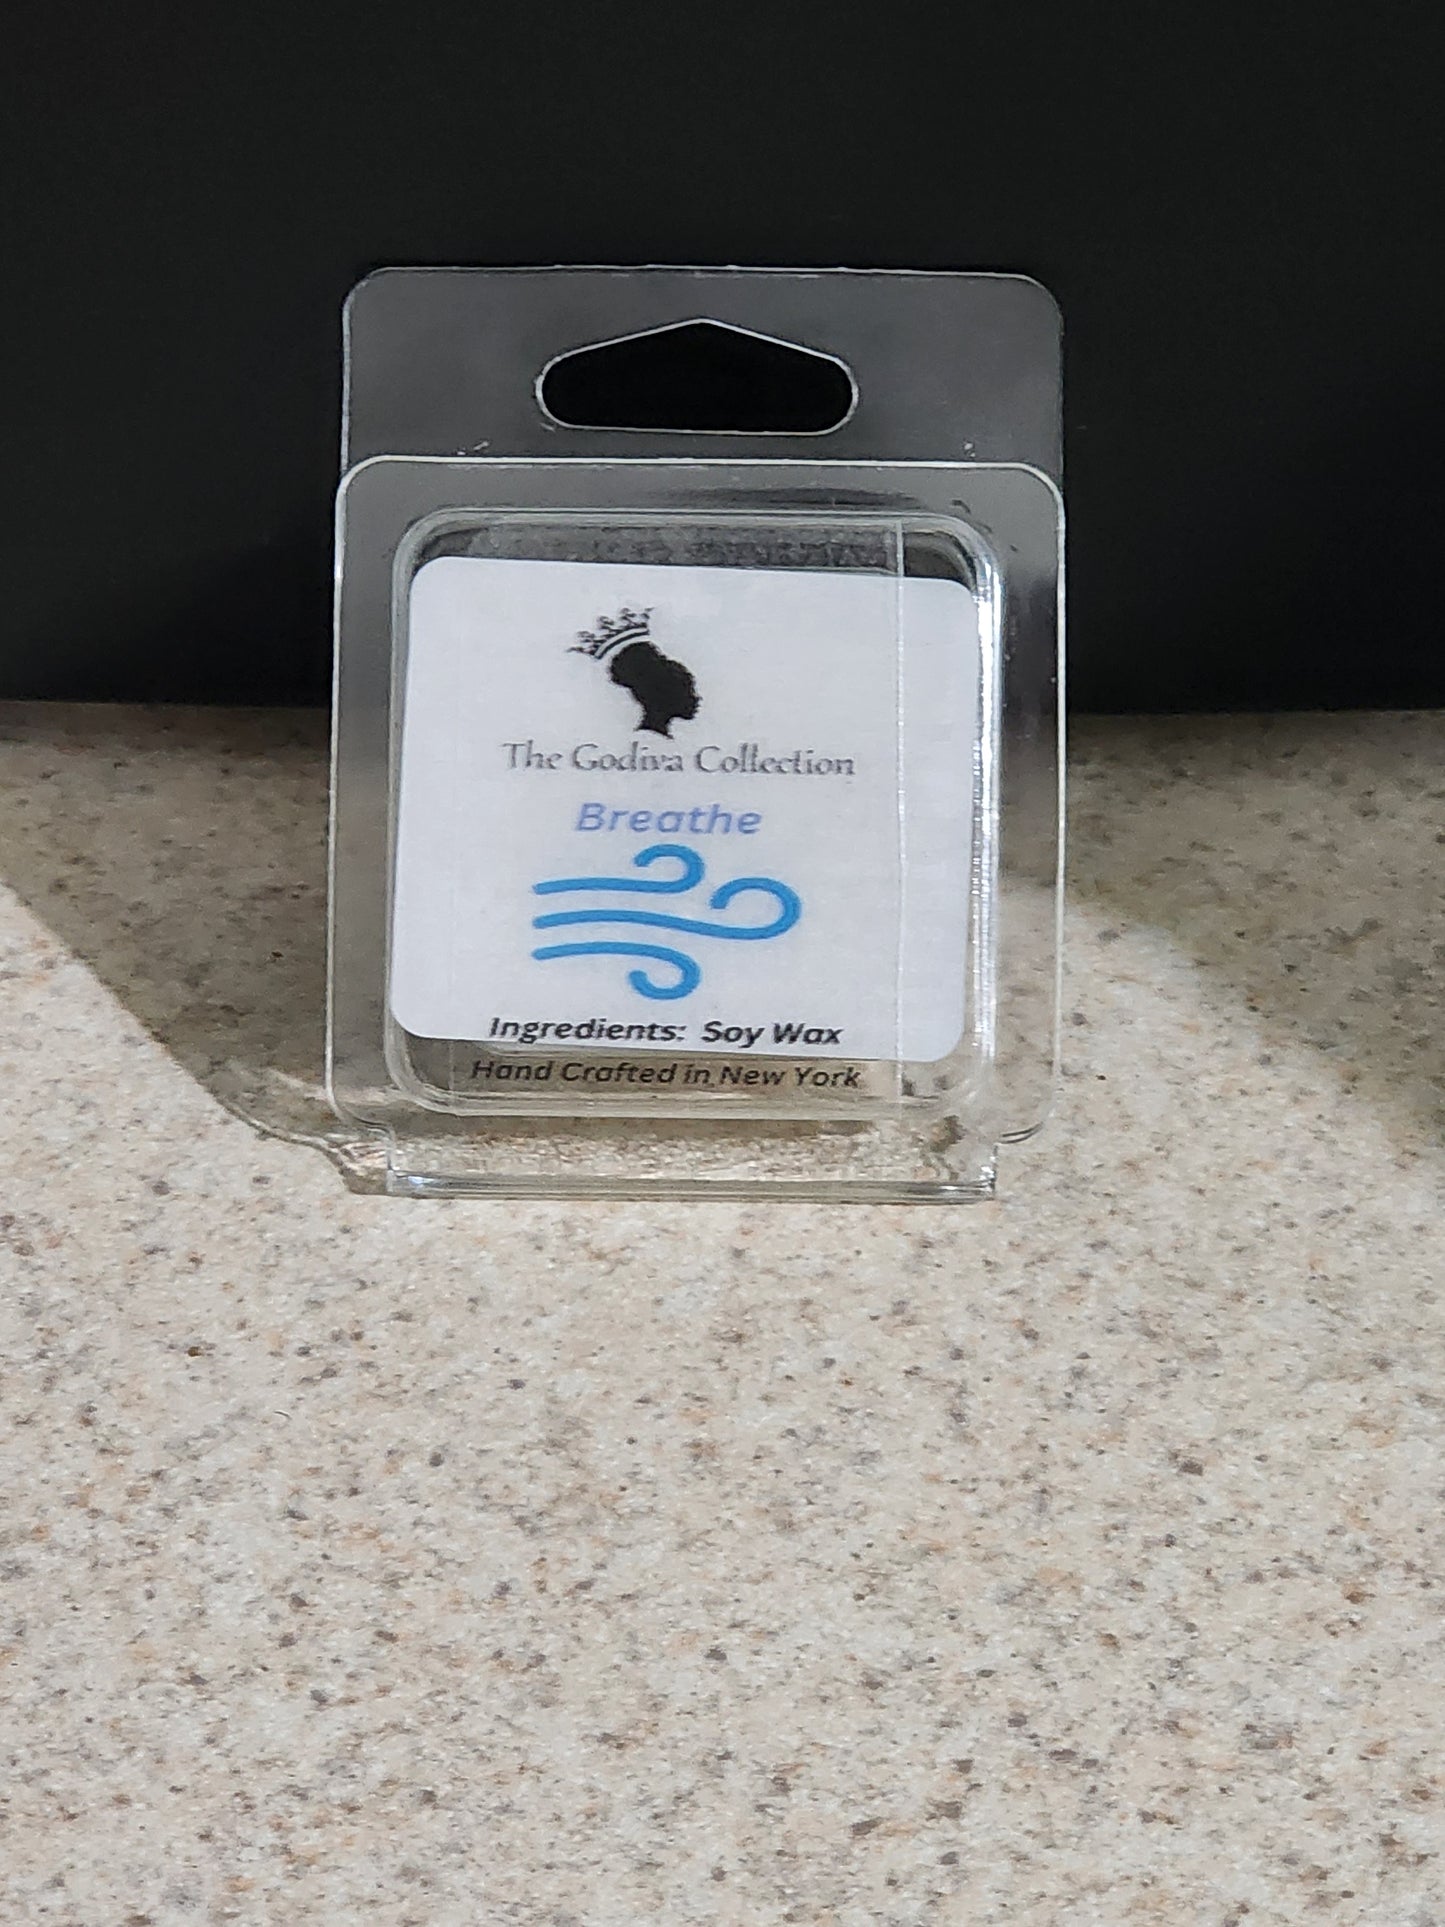 The Godiva Collection
Breathe
Ingredients: Soy Wax
Hand Crafted in New York